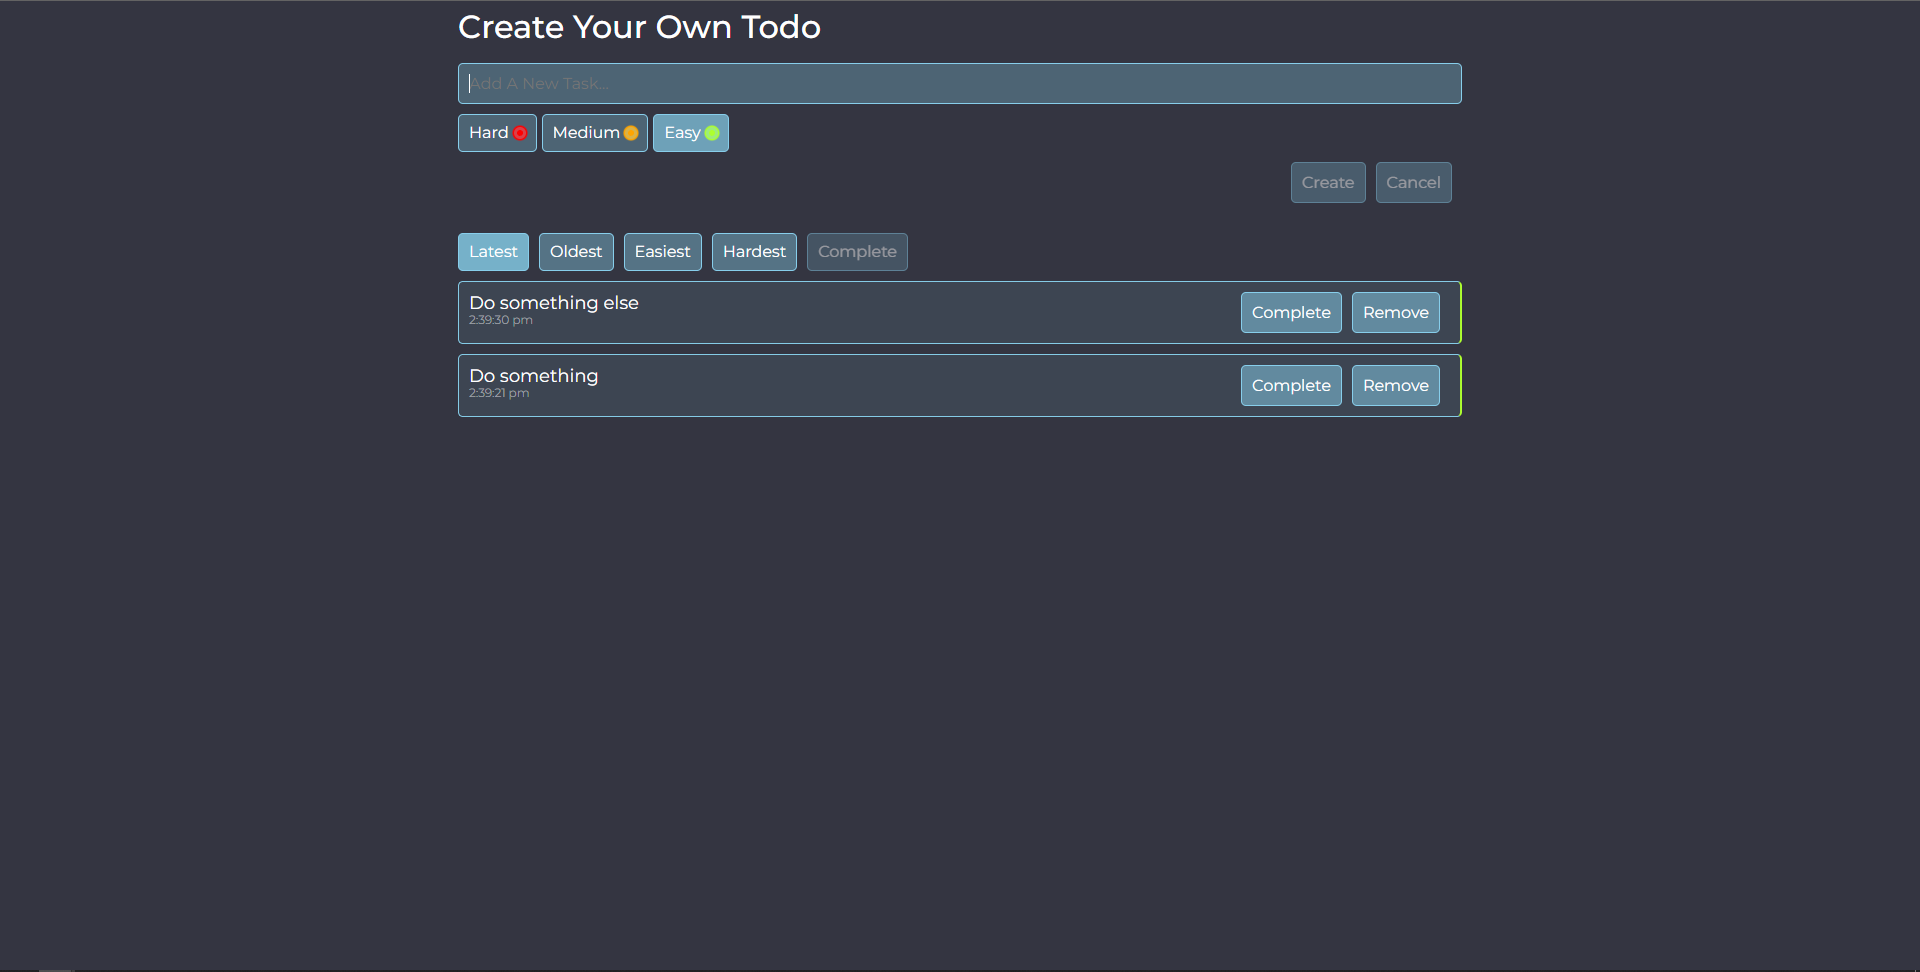 Create Your Own Todo
Add A New Task...
Hard Medium Easy
Create Cancel
Latest Oldest Easiest Hardest Complete
Do something else
2:39:30 pm
Complete Remove
Do something
2:39:21 pm
Complete Remove